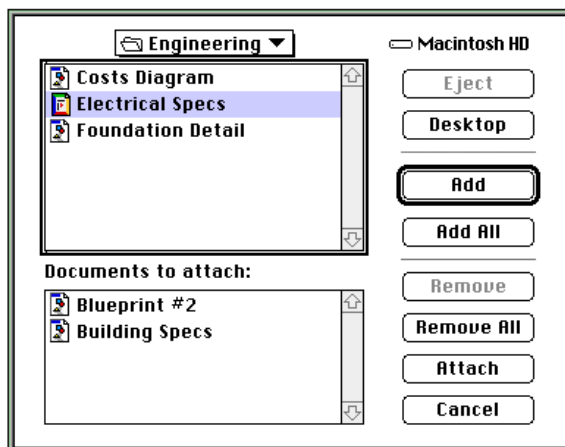 Engineering
Macintosh HD
Costs Diagram
Electrical Specs
Foundation Detail
Eject
Desktop
Add
Add All
Documents to attach:
Blueprint #2
Building Specs
Remove
Remove All
Attach
Cancel